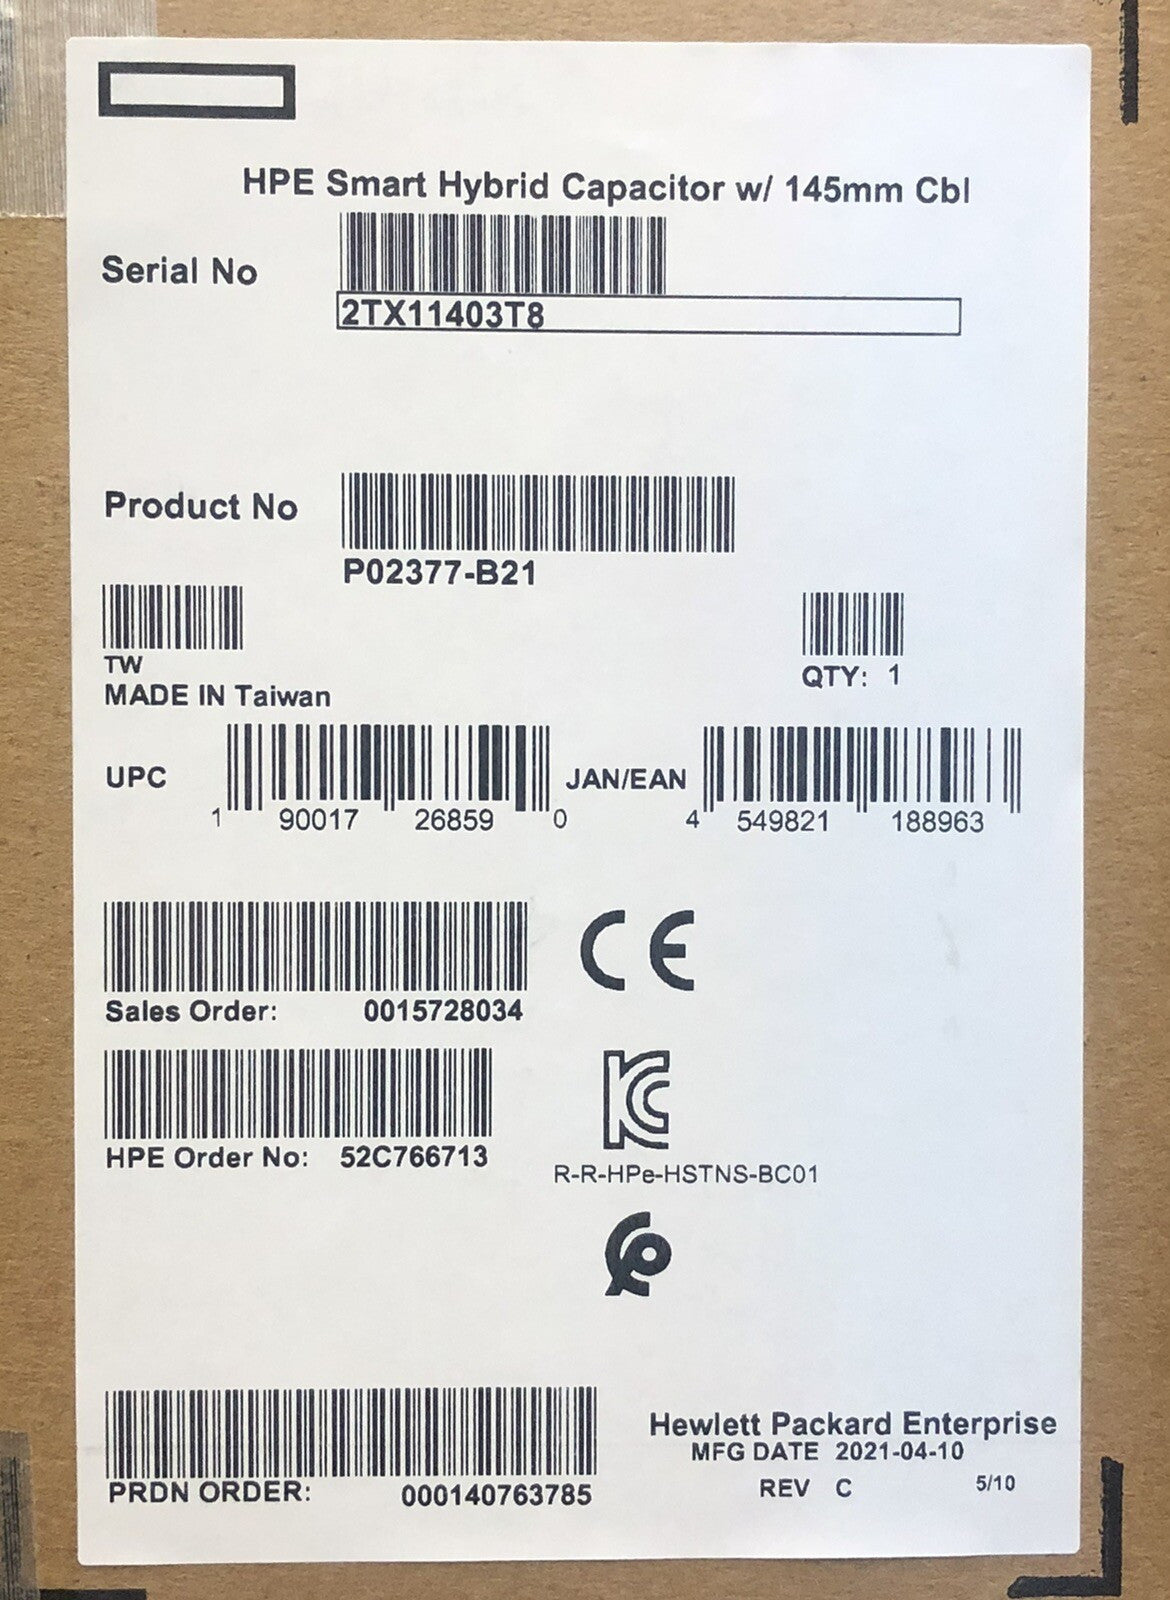 HPE Smart Hybrid Capacitor w/ 145mm Cbl
Serial No
2TX11403T8
Product No
P02377-B21
TW
MADE IN Taiwan
QTY: 1
UPC
1 90017 26859 0
JAN/EAN
4 549821 188963
CE
Sales Order: 0015728034
HPE Order No: 52C766713
R-R-HPe-HSTNS-BC01
PRDN ORDER: 000140763785
Hewlett Packard Enterprise
MFG DATE 2021-04-10
REV C 5/10